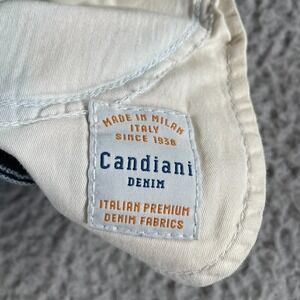 MADE IN MILAN
ITALY
SINCE 1938
Candiani
DENIM
ITALIAN PREMIUM
DENIM FABRICS